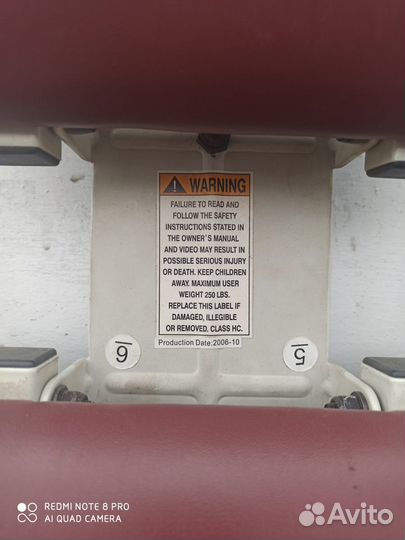 WARNING
FAILURE TO READ AND
FOLLOW THE SAFETY
INSTRUCTIONS STATED IN
THE OWNER'S MANUAL
AND VIDEO MAY RESULT IN
POSSIBLE SERIOUS INJURY
OR DEATH. KEEP CHILDREN
AWAY. MAXIMUM USER
WEIGHT 250 LBS.
REPLACE THIS LABEL IF
DAMAGED, ILLEGIBLE
OR REMOVED. CLASS HC.
Production Date:2006-10
6
5
REDMI NOTE 8 PRO
AI QUAD CAMERA
Avito